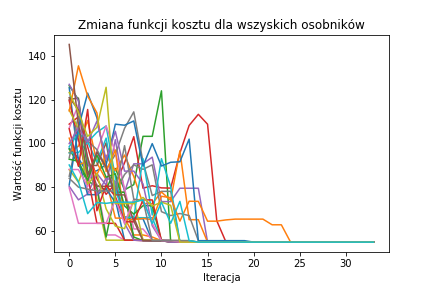 Zmiana funkcji kosztu dla wszyskich osobników
Wartość funkcji kosztu
140
120
100
80
60
0 5 10 15 20 25 30
Iteracja